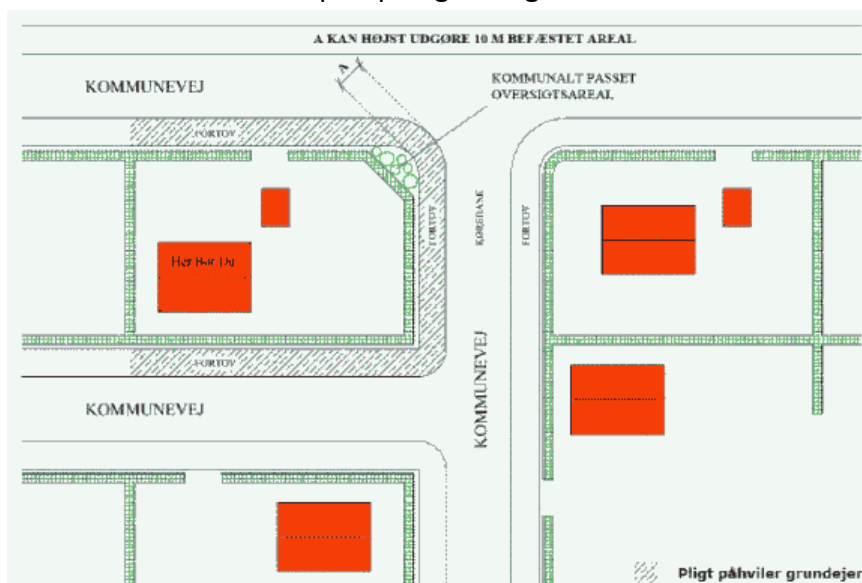 A KAN HØJST UDGØRE 10 M BEFÆSTET AREAL
A
KOMMUNEVEJ
KOMMUNALT PASSET
OVERSIGTSAREAL
FORTOV
FORTOV
KØREBANE
FORTOV
Her Bor Du
KOMMUNEVEJ
FORTOV
KOMMUNEVEJ
Pligt påhviler grundejer